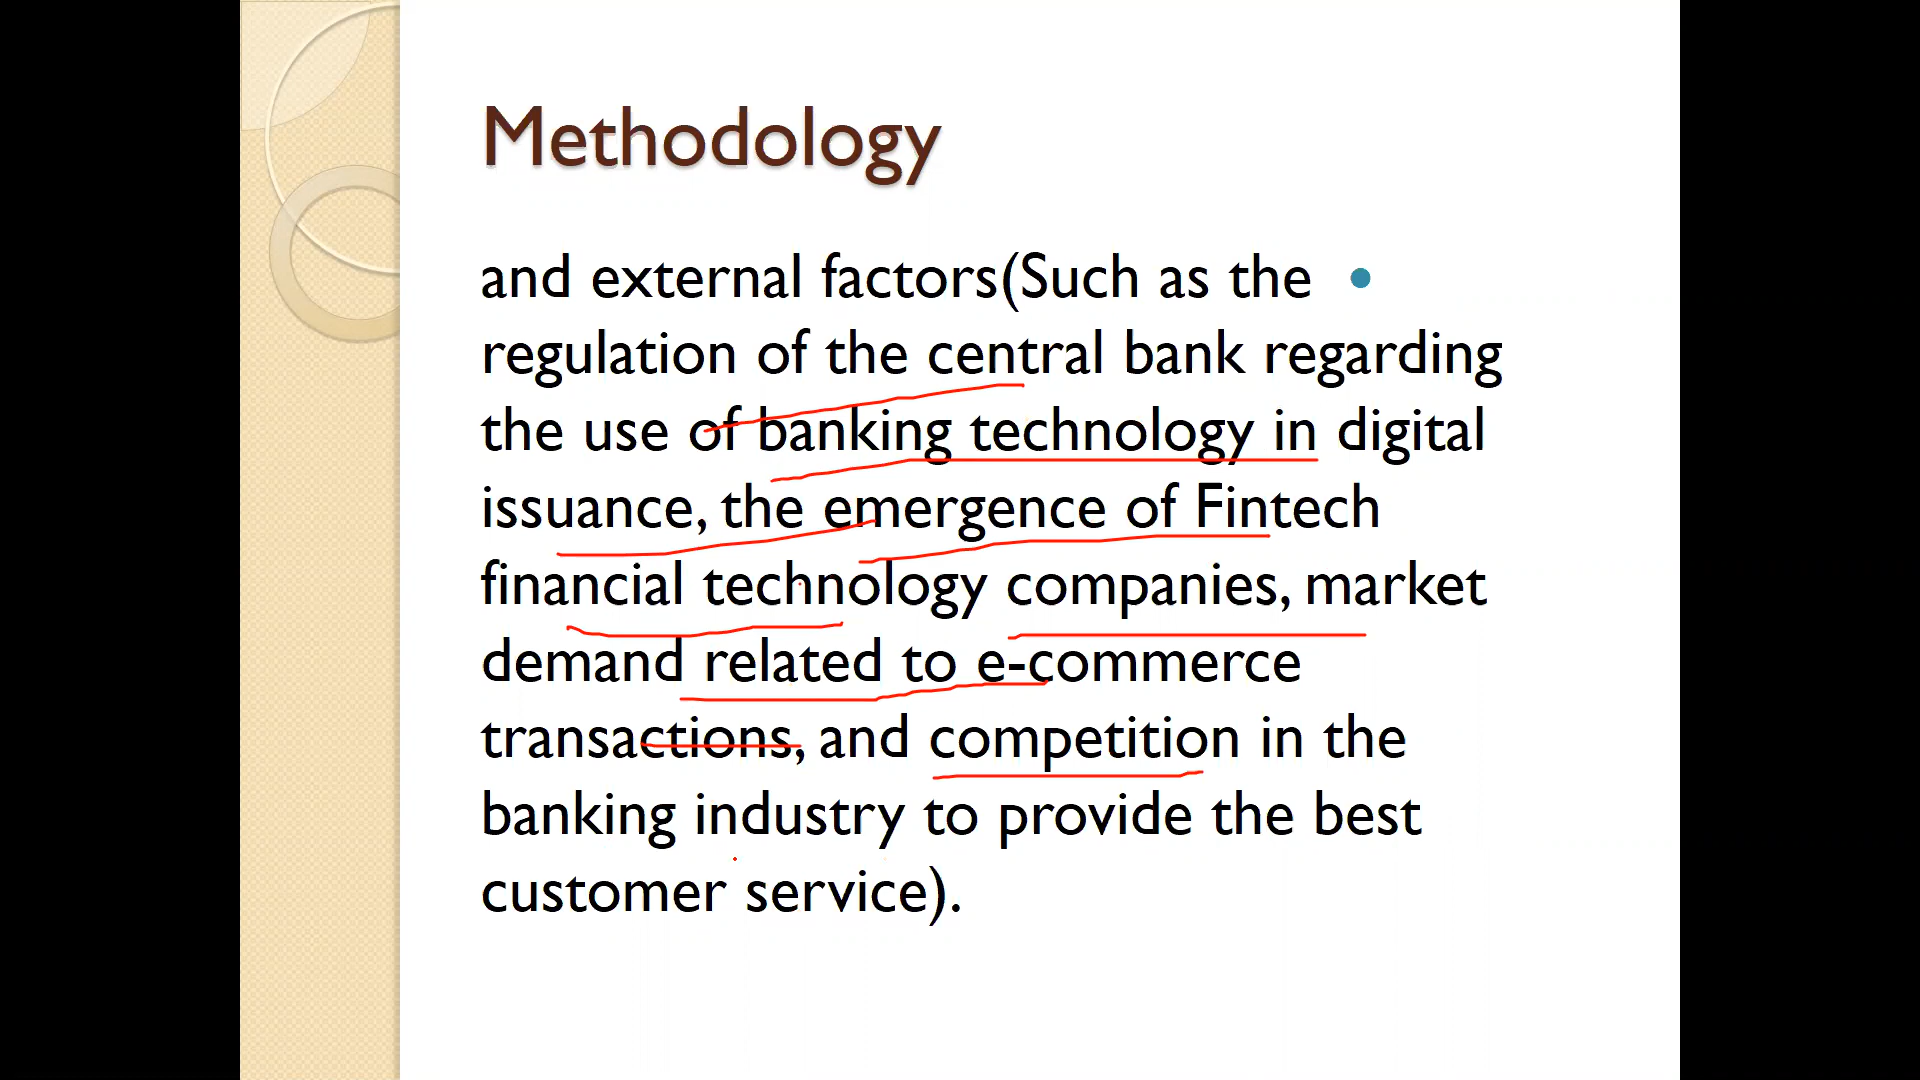 Methodology
and external factors(Such as the •
regulation of the central bank regarding
the use of banking technology in digital
issuance, the emergence of Fintech
financial technology companies, market
demand related to e-commerce
transactions, and competition in the
banking industry to provide the best
customer service).